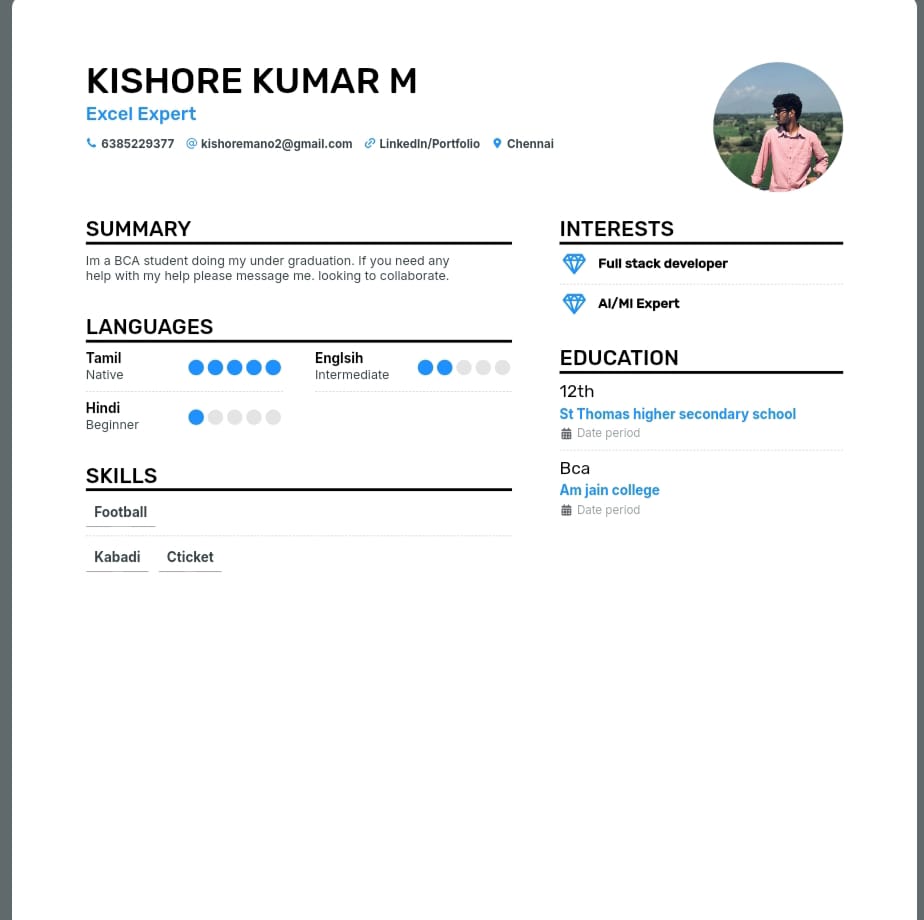 KISHORE KUMAR M
Excel Expert
6385229377 kishoremano2@gmail.com LinkedIn/Portfolio Chennai
SUMMARY
Im a BCA student doing my under graduation. If you need any
help with my help please message me. looking to collaborate.
LANGUAGES
Tamil
Native
Englsih
Intermediate
Hindi
Beginner
SKILLS
Football
Kabadi Cticket
INTERESTS
Full stack developer
AI/Ml Expert
EDUCATION
12th
St Thomas higher secondary school
Date period
Bca
Am jain college
Date period